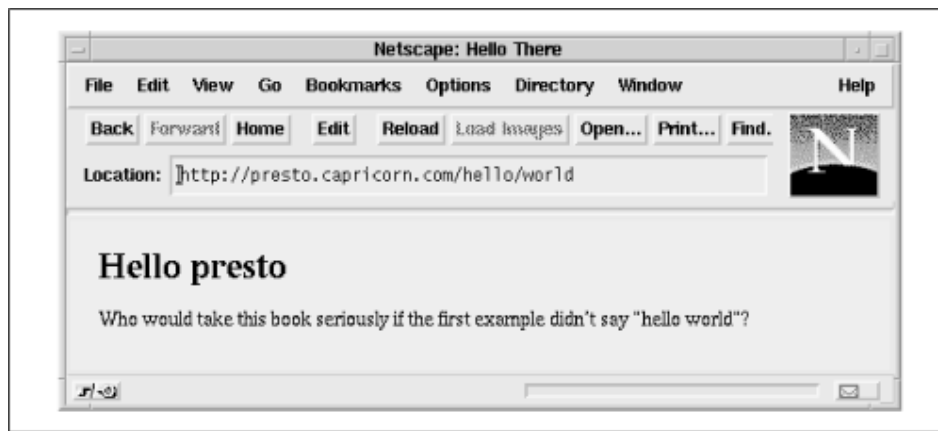 Netscape: Hello There
File Edit View Go Bookmarks Options Directory Window Help
Back Forward Home Edit Reload Load Images Open... Print... Find.
N
Location: http://presto.capricorn.com/hello/world
Hello presto
Who would take this book seriously if the first example didn't say "hello world"?